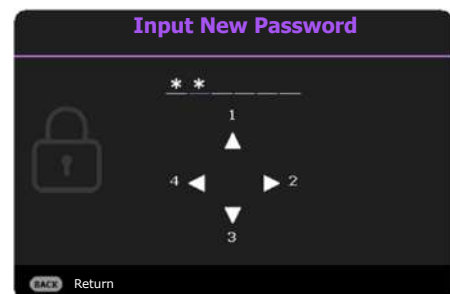 Input New Password
* * _ _ _ _
1
4 2
3
BACK Return